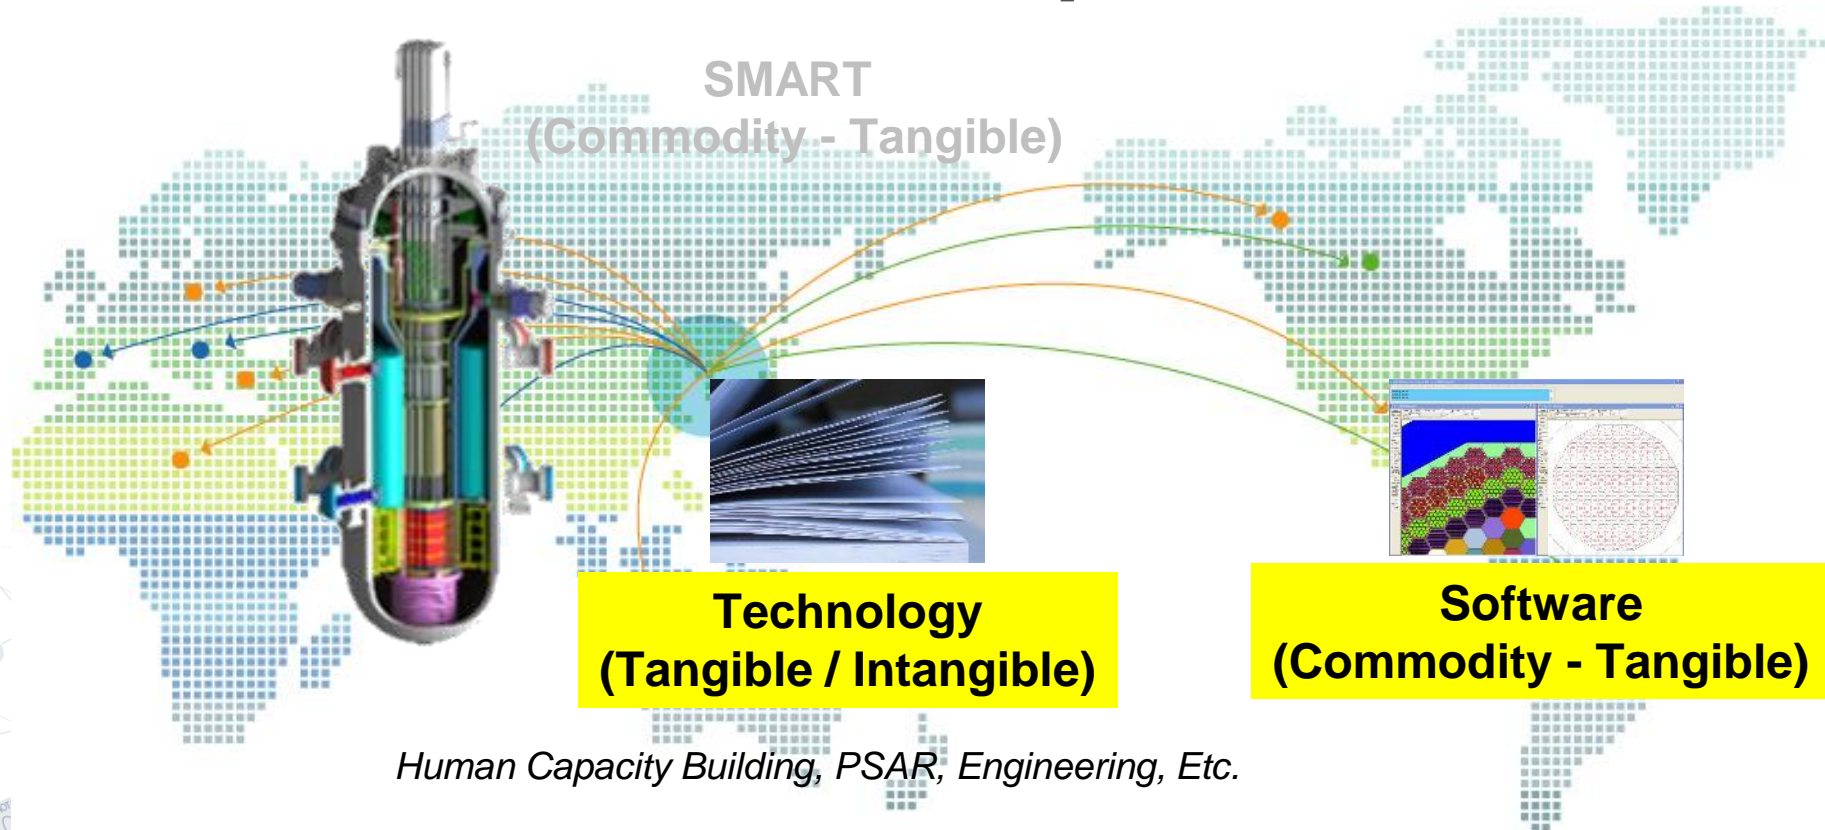 SMART
(Commodity - Tangible)
Technology
(Tangible / Intangible)
Software
(Commodity - Tangible)
Human Capacity Building, PSAR, Engineering, Etc.